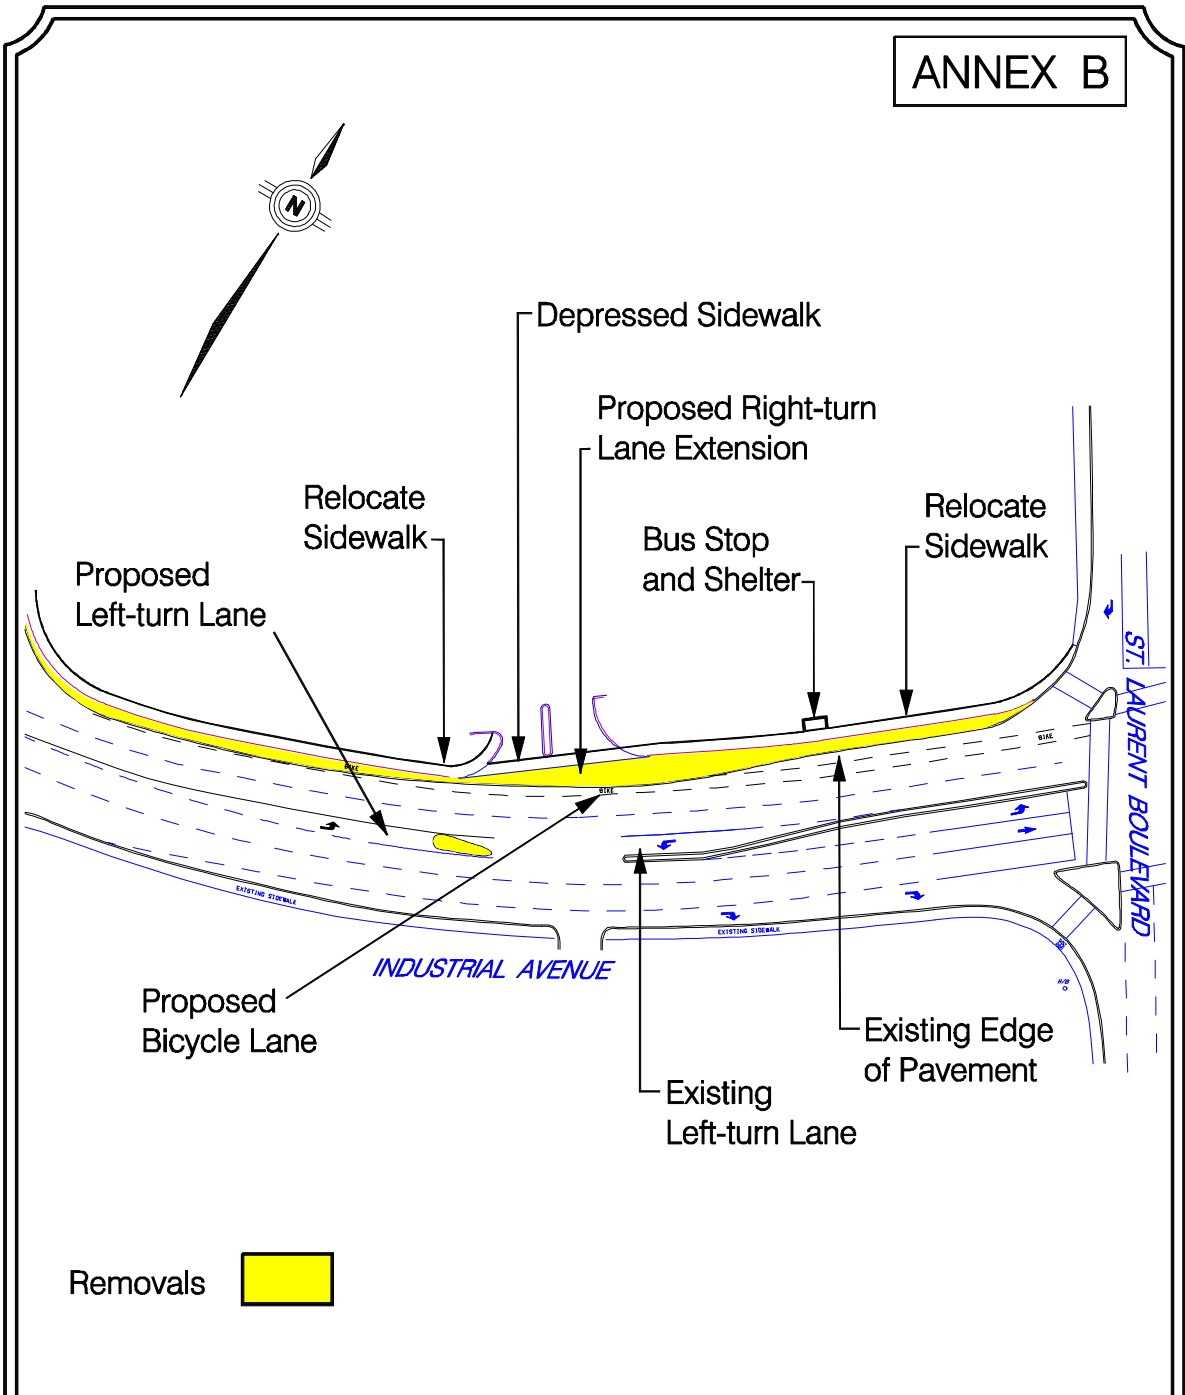 ANNEX B
N
Depressed Sidewalk
Proposed Right-turn
Lane Extension
Relocate
Sidewalk
Relocate
Sidewalk
Bus Stop
and Shelter
Proposed
Left-turn Lane
ST. LAURENT BOULEVARD
BIKE
BIKE
BIKE
EXISTING SIDEWALK
EXISTING SIDEWALK
INDUSTRIAL AVENUE
Proposed
Bicycle Lane
Existing Edge
of Pavement
Existing
Left-turn Lane
Removals